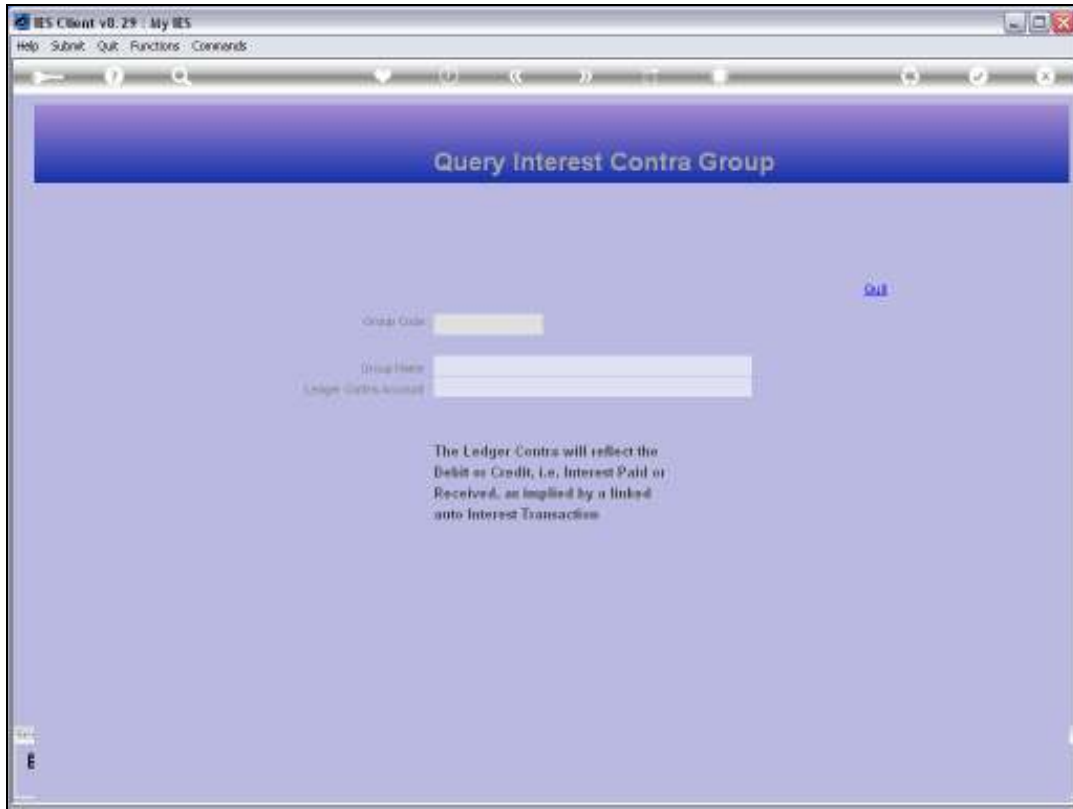 IES Client v8.29 : My IES
Help Submit Quit Functions Commands
Query Interest Contra Group
Quit
Group Code
Group Name
Ledger Contra Account
The Ledger Contra will reflect the
Debit or Credit, i.e. Interest Paid or
Received, as implied by a linked
auto Interest Transaction
E